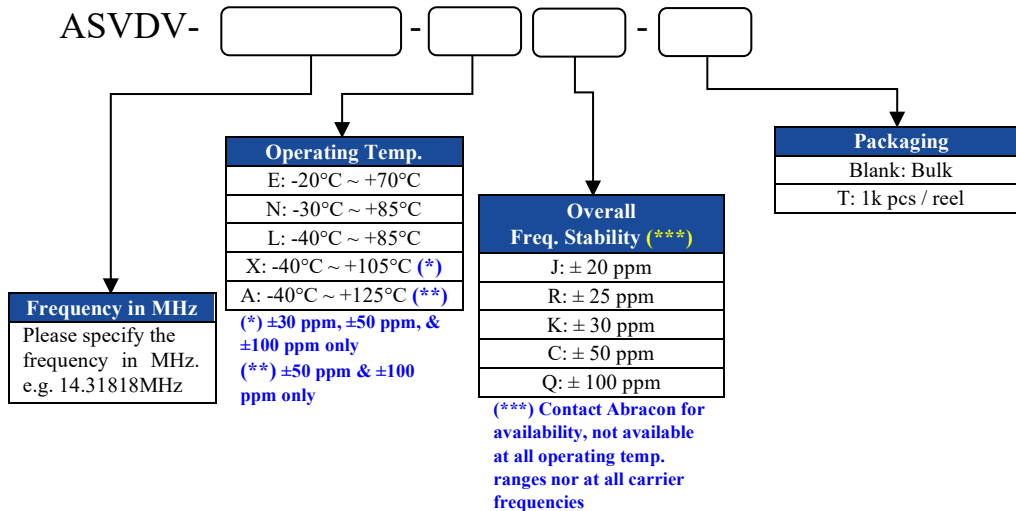 ASVDV- - -
Operating Temp.
E: -20°C ~ +70°C
N: -30°C ~ +85°C
L: -40°C ~ +85°C
X: -40°C ~ +105°C (*)
A: -40°C ~ +125°C (**)
(*) ±30 ppm, ±50 ppm, &
±100 ppm only
(**) ±50 ppm & ±100
ppm only
Packaging
Blank: Bulk
T: 1k pcs / reel
Overall
Freq. Stability (***)
J: ± 20 ppm
R: ± 25 ppm
K: ± 30 ppm
C: ± 50 ppm
Q: ± 100 ppm
(***) Contact Abracon for
availability, not available
at all operating temp.
ranges nor at all carrier
frequencies
Frequency in MHz
Please specify the
frequency in MHz.
e.g. 14.31818MHz